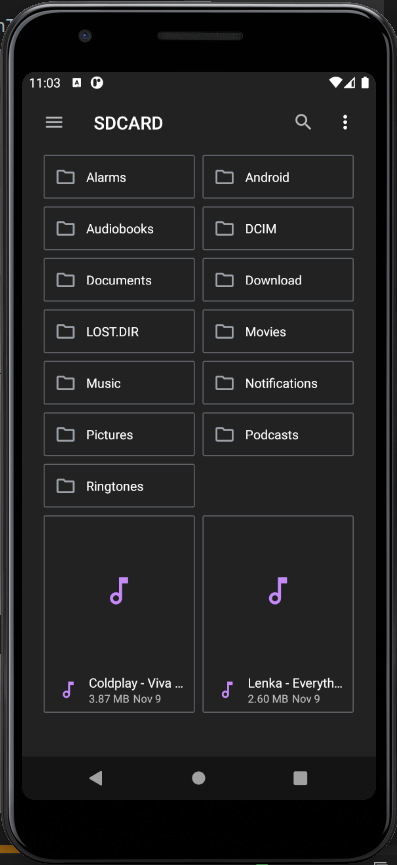 11:03
SDCARD
Alarms
Android
Audiobooks
DCIM
Documents
Download
LOST.DIR
Movies
Music
Notifications
Pictures
Podcasts
Ringtones
Coldplay - Viva ...
3.87 MB Nov 9
Lenka - Everyth...
2.60 MB Nov 9